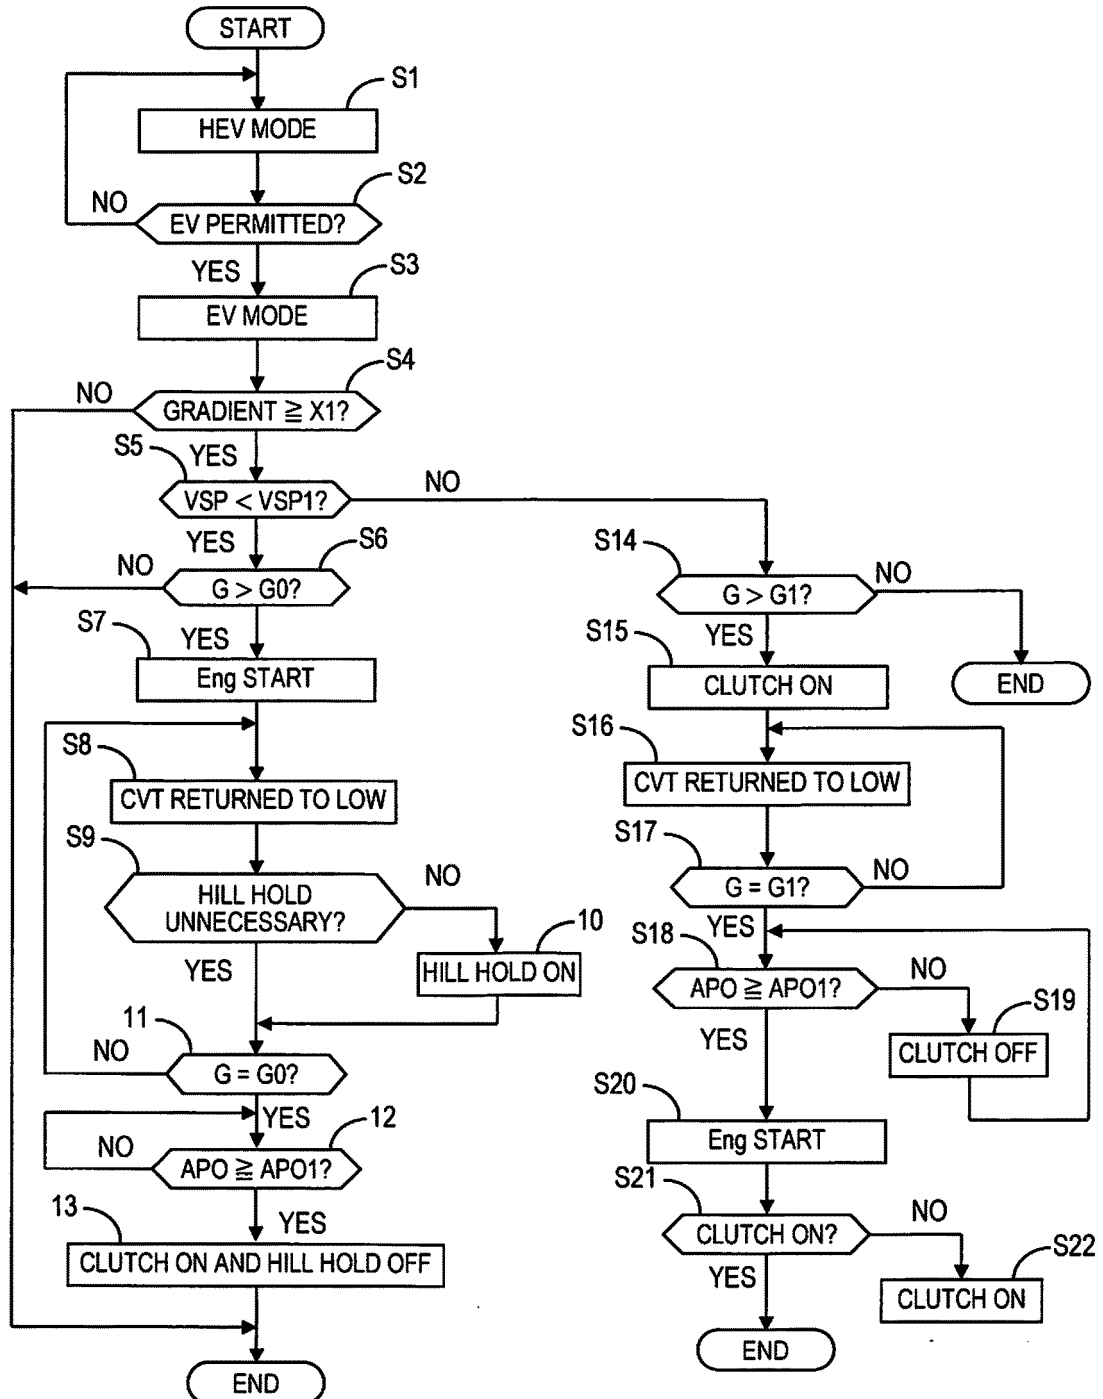 START
S1
HEV MODE
S2
NO
EV PERMITTED?
YES
S3
EV MODE
S4
NO
GRADIENT ≧ X1?
S5
YES
VSP < VSP1?
NO
YES
S6
NO
G > G0?
S7
YES
Eng START
S8
CVT RETURNED TO LOW
S9
HILL HOLD
UNNECESSARY?
NO
YES
10
HILL HOLD ON
11
NO
G = G0?
YES
12
NO
APO ≧ APO1?
13
YES
CLUTCH ON AND HILL HOLD OFF
END
S14
G > G1?
NO
S15
YES
CLUTCH ON
END
S16
CVT RETURNED TO LOW
S17
G = G1?
NO
YES
S18
APO ≧ APO1?
NO
S19
YES
CLUTCH OFF
S20
Eng START
S21
CLUTCH ON?
NO
YES
S22
CLUTCH ON
END